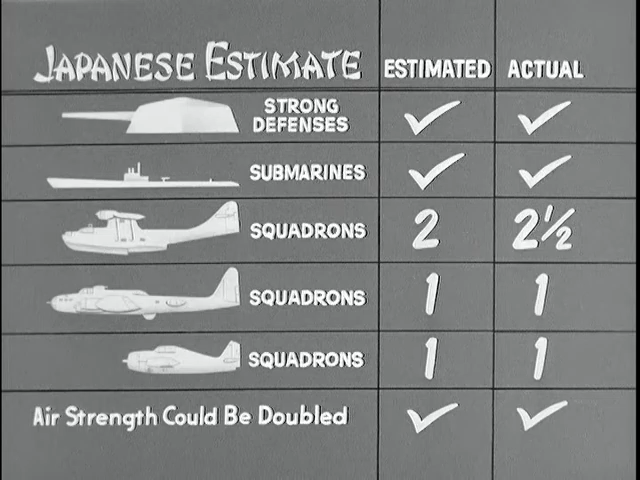 JAPANESE ESTIMATE ESTIMATED ACTUAL
STRONG
DEFENSES ✓ ✓
SUBMARINES ✓ ✓
SQUADRONS 2 2½
SQUADRONS 1 1
SQUADRONS 1 1
Air Strength Could Be Doubled ✓ ✓